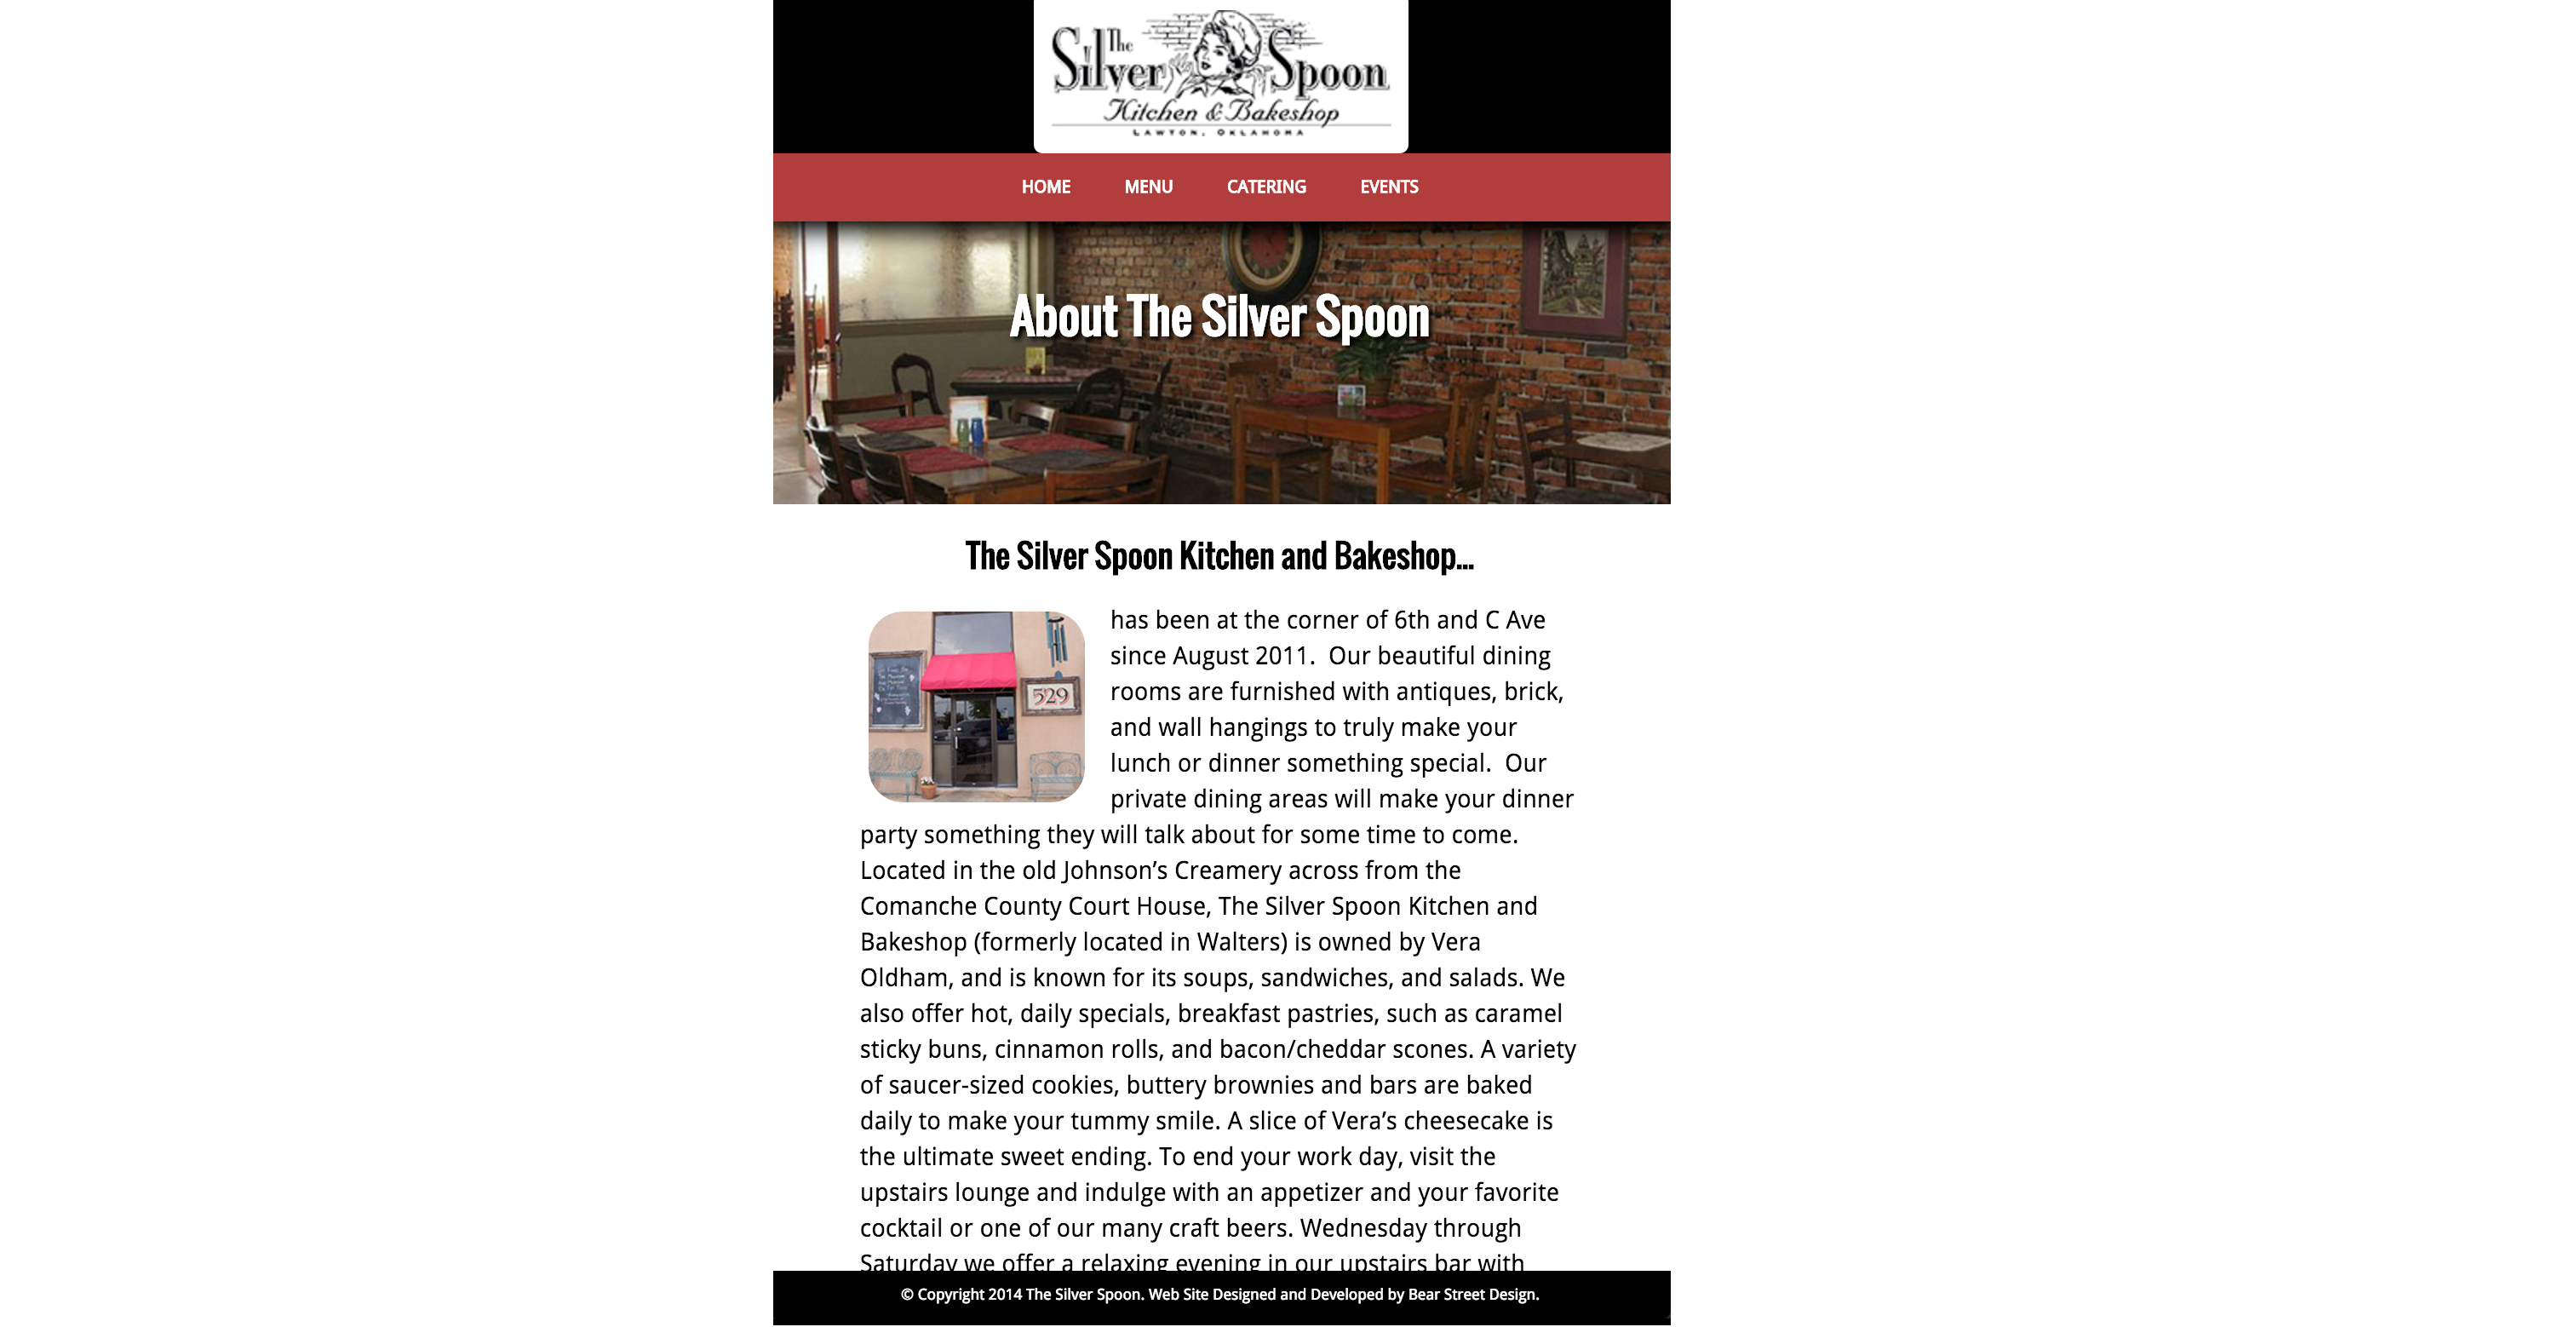 The
Silver Spoon
Kitchen & Bakeshop
LAWTON, OKLAHOMA
HOME MENU CATERING EVENTS
About The Silver Spoon
The Silver Spoon Kitchen and Bakeshop...
has been at the corner of 6th and C Ave
since August 2011.  Our beautiful dining
rooms are furnished with antiques, brick,
and wall hangings to truly make your
lunch or dinner something special.  Our
private dining areas will make your dinner
529
party something they will talk about for some time to come.
Located in the old Johnson’s Creamery across from the
Comanche County Court House, The Silver Spoon Kitchen and
Bakeshop (formerly located in Walters) is owned by Vera
Oldham, and is known for its soups, sandwiches, and salads. We
also offer hot, daily specials, breakfast pastries, such as caramel
sticky buns, cinnamon rolls, and bacon/cheddar scones. A variety
of saucer-sized cookies, buttery brownies and bars are baked
daily to make your tummy smile. A slice of Vera’s cheesecake is
the ultimate sweet ending. To end your work day, visit the
upstairs lounge and indulge with an appetizer and your favorite
cocktail or one of our many craft beers. Wednesday through
Saturday we offer a relaxing evening in our upstairs bar with
© Copyright 2014 The Silver Spoon. Web Site Designed and Developed by Bear Street Design.